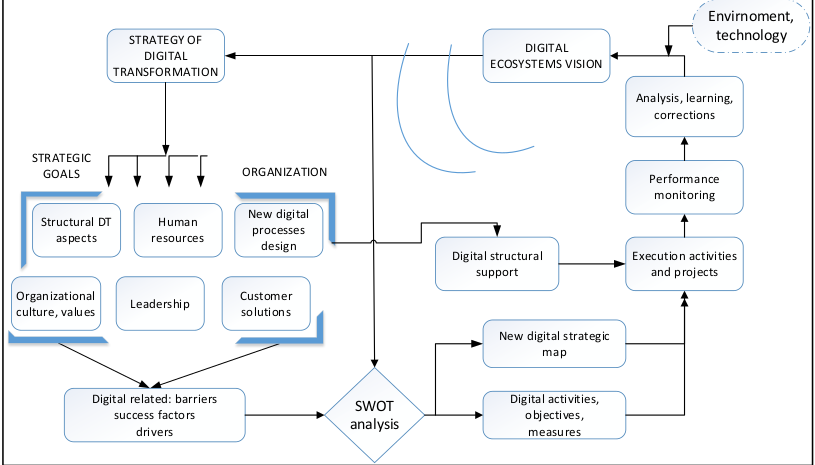 Envirnoment,
technology
STRATEGY OF
DIGITAL
TRANSFORMATION
DIGITAL
ECOSYSTEMS VISION
Analysis, learning,
corrections
STRATEGIC
GOALS
ORGANIZATION
Performance
monitoring
Structural DT
aspects
Human
resources
New digital
processes
design
Digital structural
support
Execution activities
and projects
Organizational
culture, values
Leadership
Customer
solutions
New digital strategic
map
Digital related: barriers
success factors
drivers
SWOT
analysis
Digital activities,
objectives,
measures